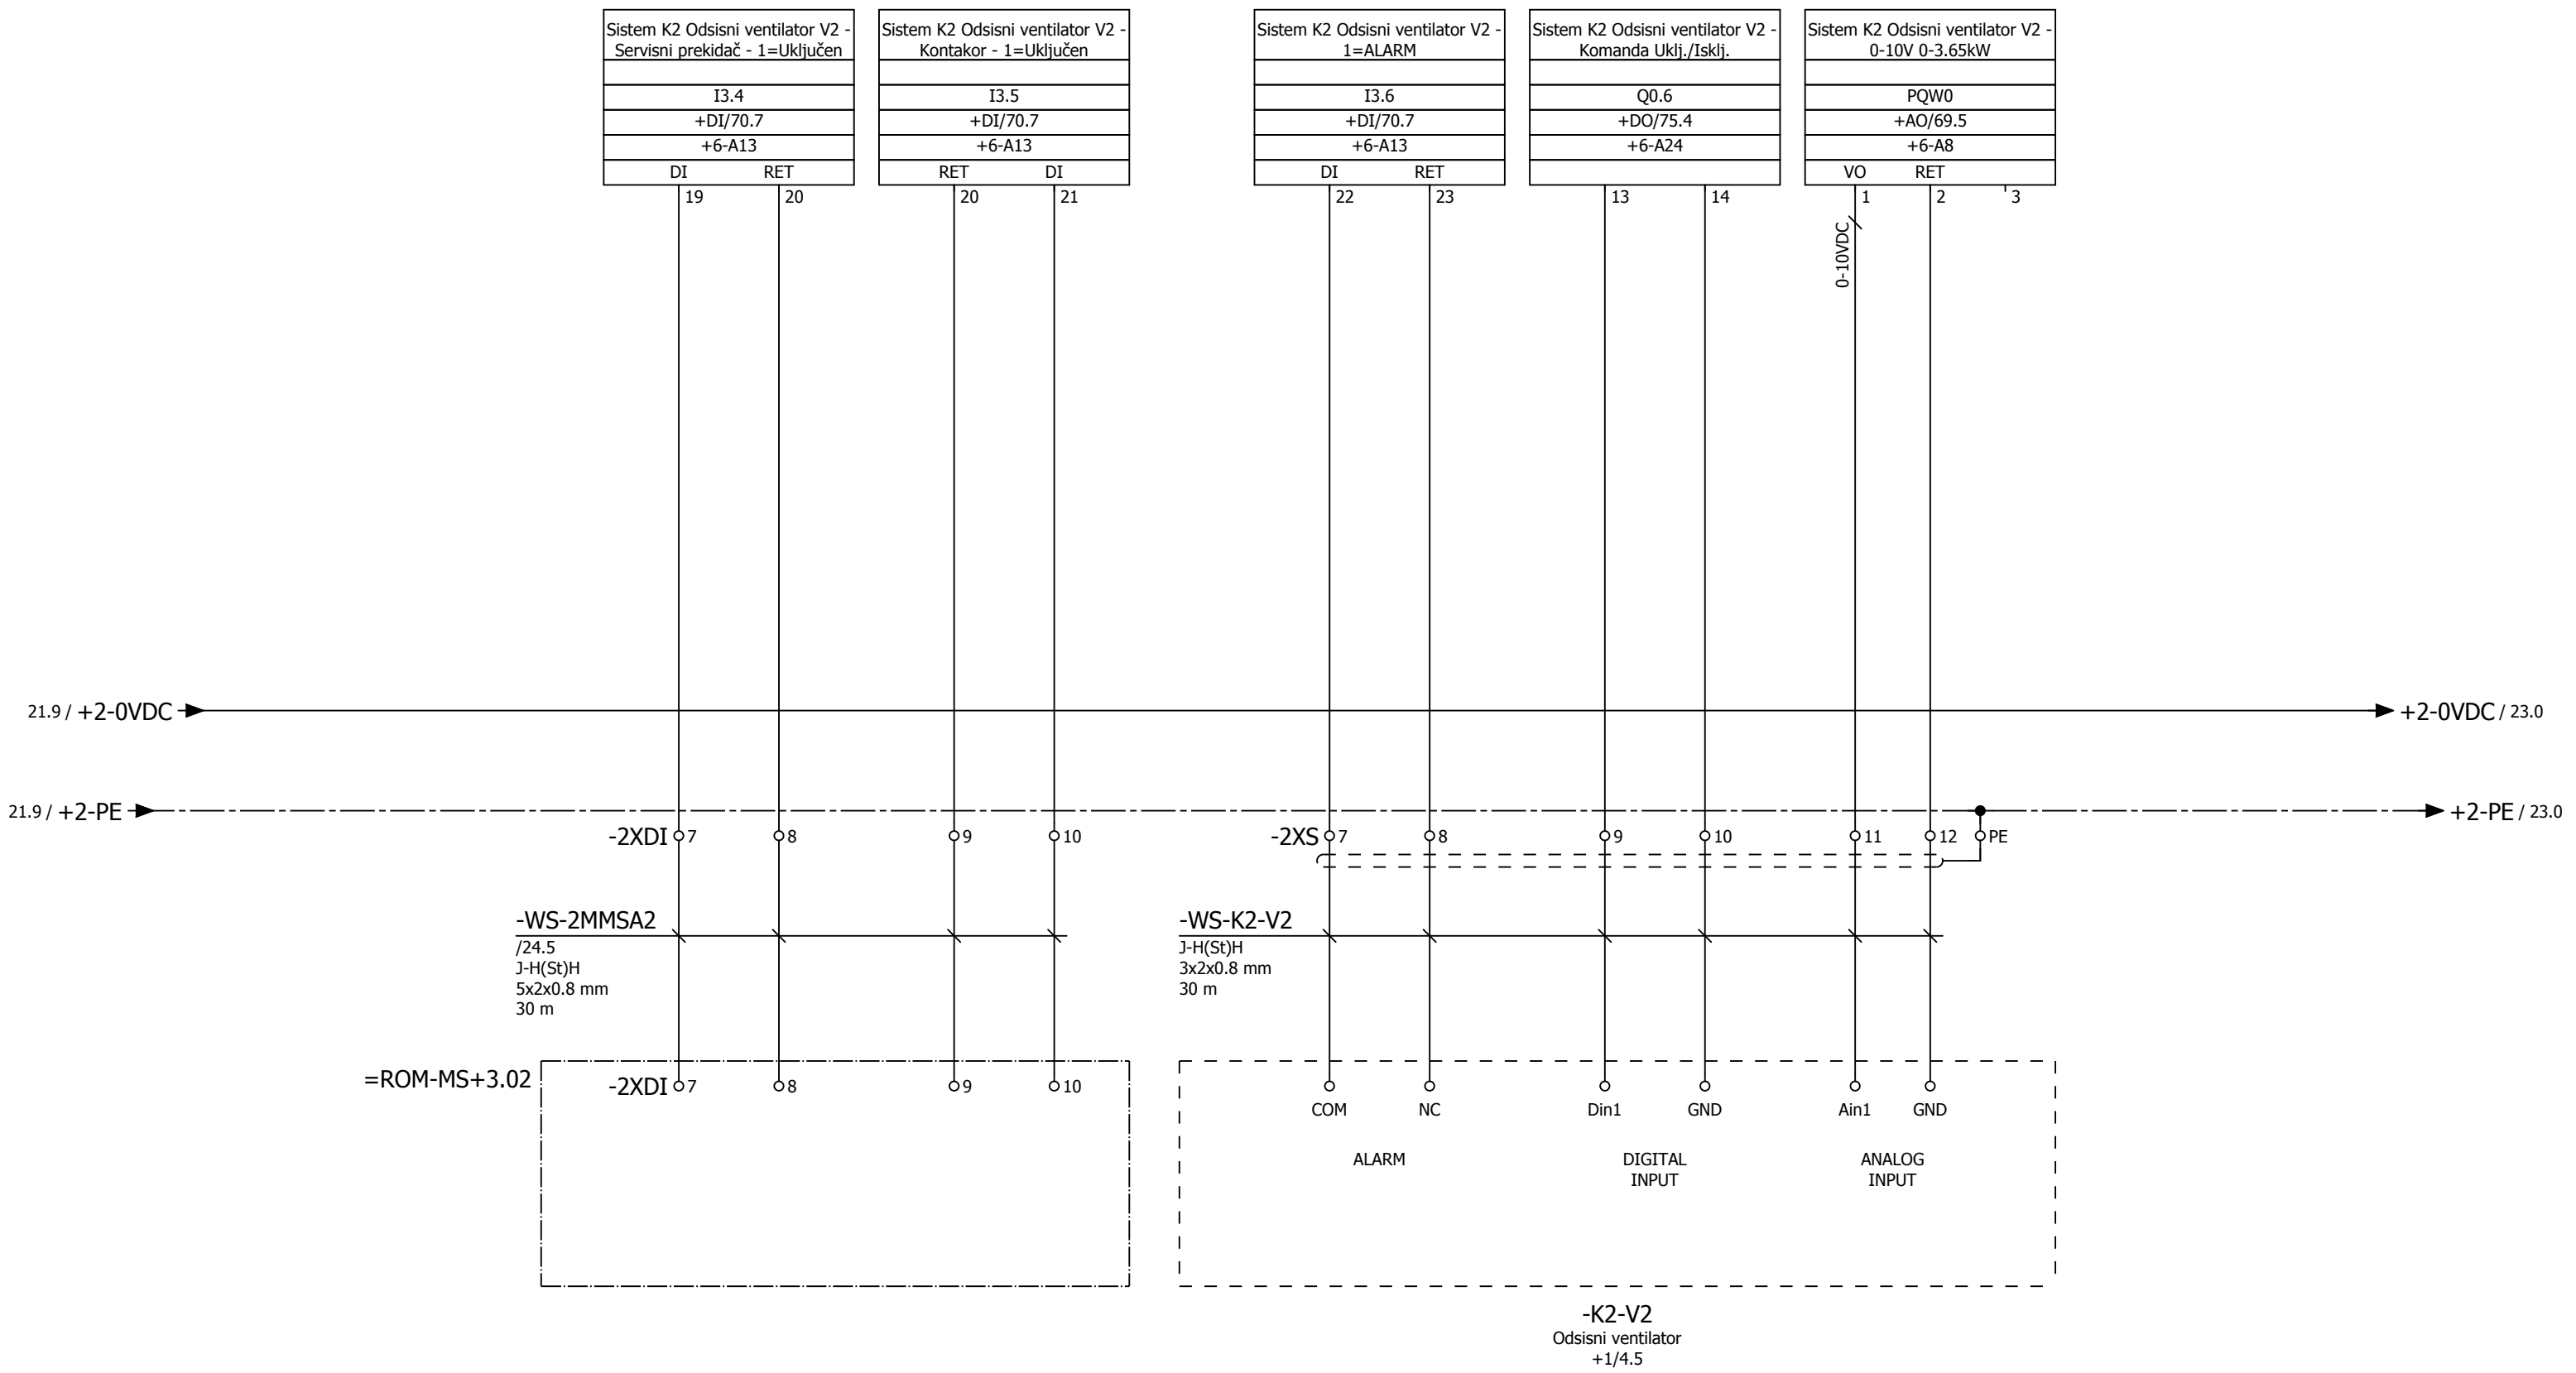 Sistem K2 Odsisni ventilator V2 -
Servisni prekidač - 1=Uključen
I3.4
+DI/70.7
+6-A13
DI RET
19 20
Sistem K2 Odsisni ventilator V2 -
Kontakor - 1=Uključen
I3.5
+DI/70.7
+6-A13
RET DI
20 21
Sistem K2 Odsisni ventilator V2 -
1=ALARM
I3.6
+DI/70.7
+6-A13
DI RET
22 23
Sistem K2 Odsisni ventilator V2 -
Komanda Uklj./Isklj.
Q0.6
+DO/75.4
+6-A24
13 14
Sistem K2 Odsisni ventilator V2 -
0-10V 0-3.65kW
PQW0
+AO/69.5
+6-A8
VO RET
1 2 3
0-10VDC
21.9 / +2-0VDC
+2-0VDC / 23.0
21.9 / +2-PE
+2-PE / 23.0
-2XDI 7 8 9 10
-2XS 7 8 9 10 11 12 PE
-WS-2MMSA2
/24.5
J-H(St)H
5x2x0.8 mm
30 m
-WS-K2-V2
J-H(St)H
3x2x0.8 mm
30 m
=ROM-MS+3.02
-2XDI 7 8 9 10
COM NC Din1 GND Ain1 GND
ALARM
DIGITAL
INPUT
ANALOG
INPUT
-K2-V2
Odsisni ventilator
+1/4.5